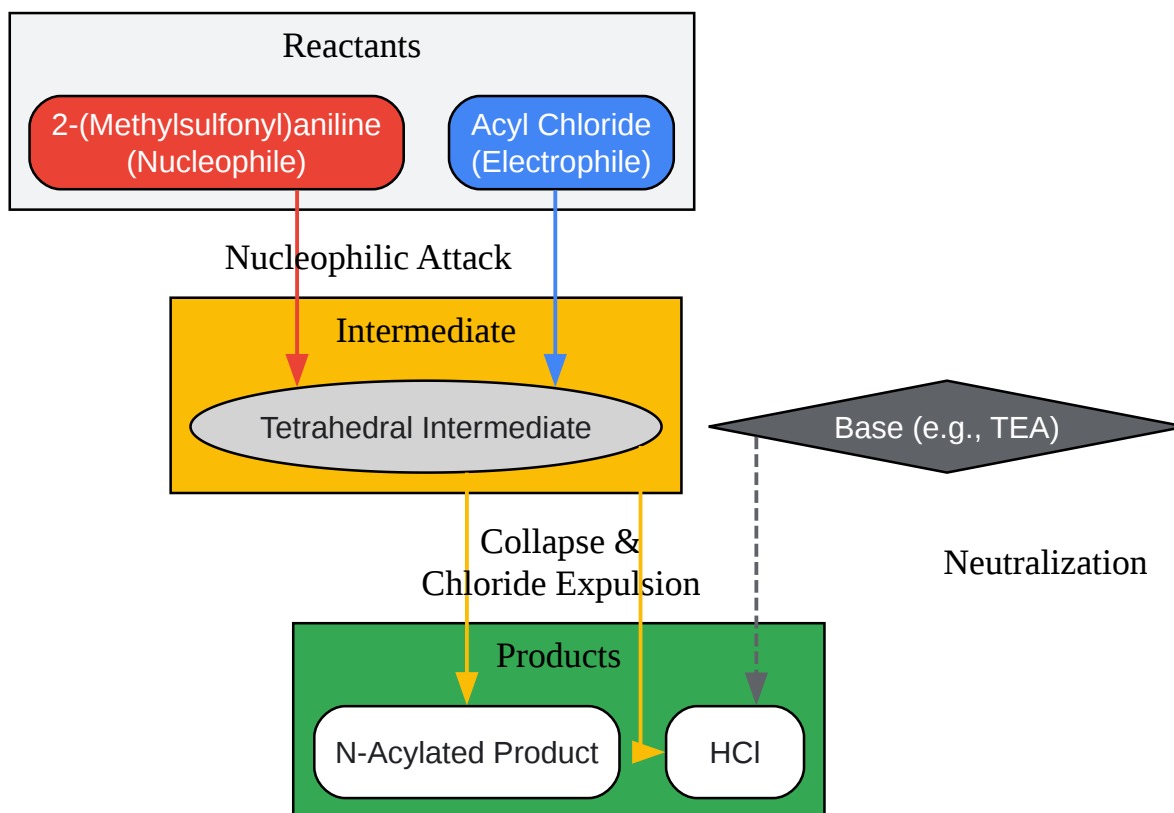 Reactants
2-(Methylsulfonyl)aniline
(Nucleophile)
Acyl Chloride
(Electrophile)
Nucleophilic Attack
Intermediate
Tetrahedral Intermediate
Base (e.g., TEA)
Collapse &
Chloride Expulsion
Neutralization
Products
N-Acylated Product
HCl